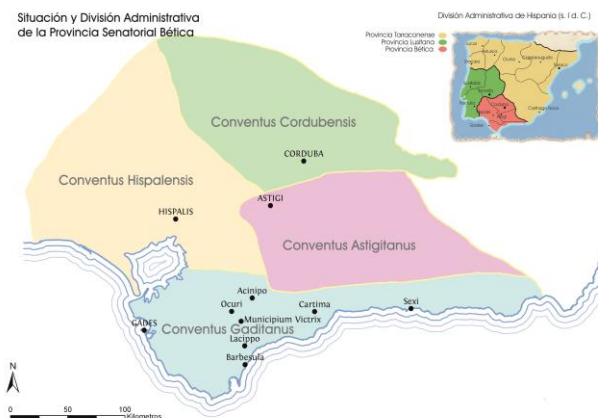 Situación y División Administrativa
de la Provincia Senatorial Bética
División Administrativa de Hispania (s. I d. C.)
Provincia Tarraconense
Provincia Lusitana
Provincia Bética
Conventus Cordubensis
CORDUBA
Conventus Hispalensis
ASTIGI
HISPALIS
Conventus Astigitanus
Acinipo
Ocuri
Cartima
Sexi
Municipium Victrix
GADES
Conventus Gaditanus
Lacippo
Barbesula
N
0 50 100
Kilometros